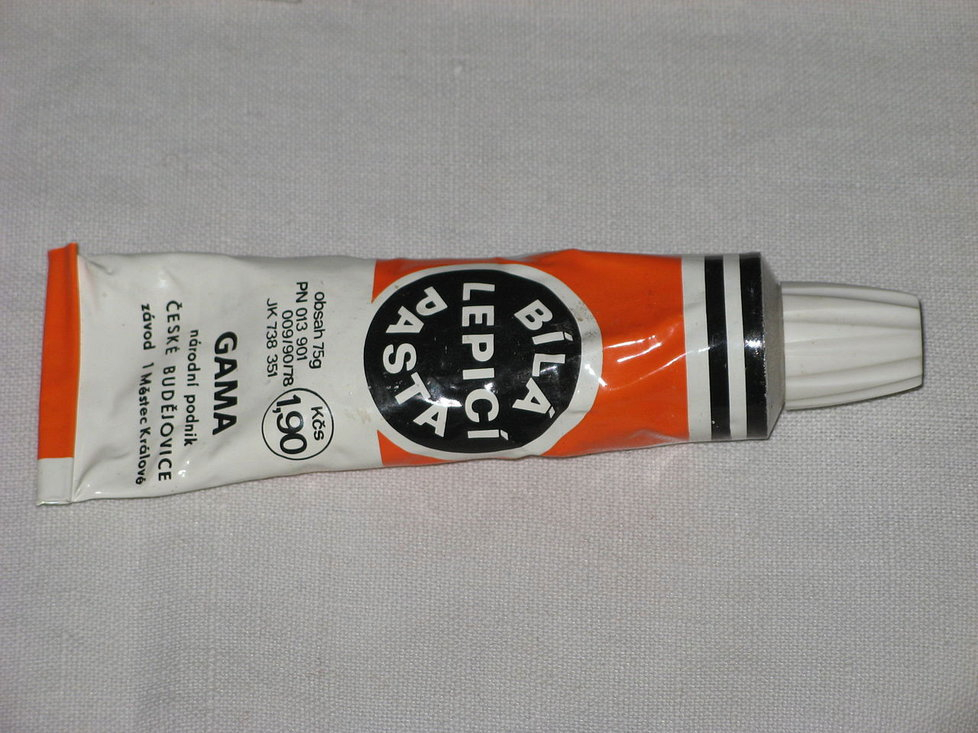 BÍLÁ
LEPICÍ
PASTA
obsah 75g
PN 013 901
009/90/78
JK 738 351
Kčs
1,90
GAMA
národní podnik
ČESKÉ BUDĚJOVICE
závod 1 Městec Králové